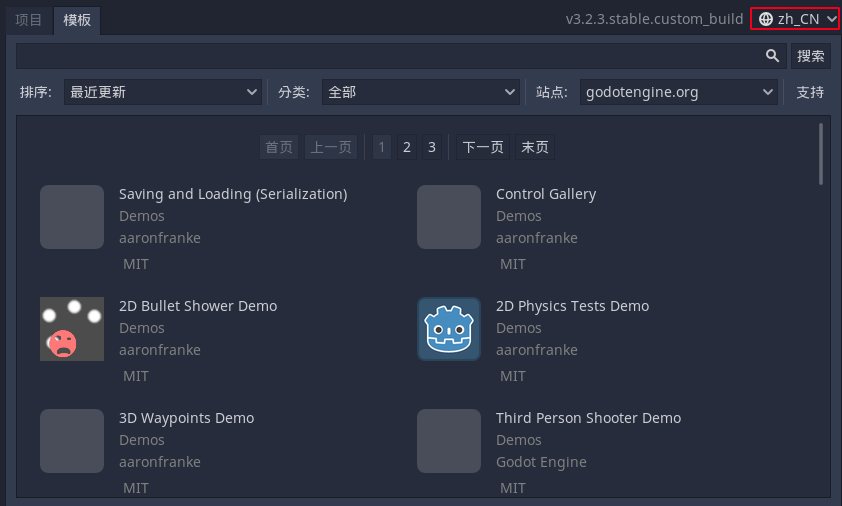 项目 模板 v3.2.3.stable.custom_build zh_CN
搜索
排序: 最近更新 分类: 全部 站点: godotengine.org 支持
首页 上一页 1 2 3 下一页 末页
Saving and Loading (Serialization)
Demos
aaronfranke
MIT
Control Gallery
Demos
aaronfranke
MIT
2D Bullet Shower Demo
Demos
aaronfranke
MIT
2D Physics Tests Demo
Demos
aaronfranke
MIT
3D Waypoints Demo
Demos
aaronfranke
MIT
Third Person Shooter Demo
Demos
Godot Engine
MIT